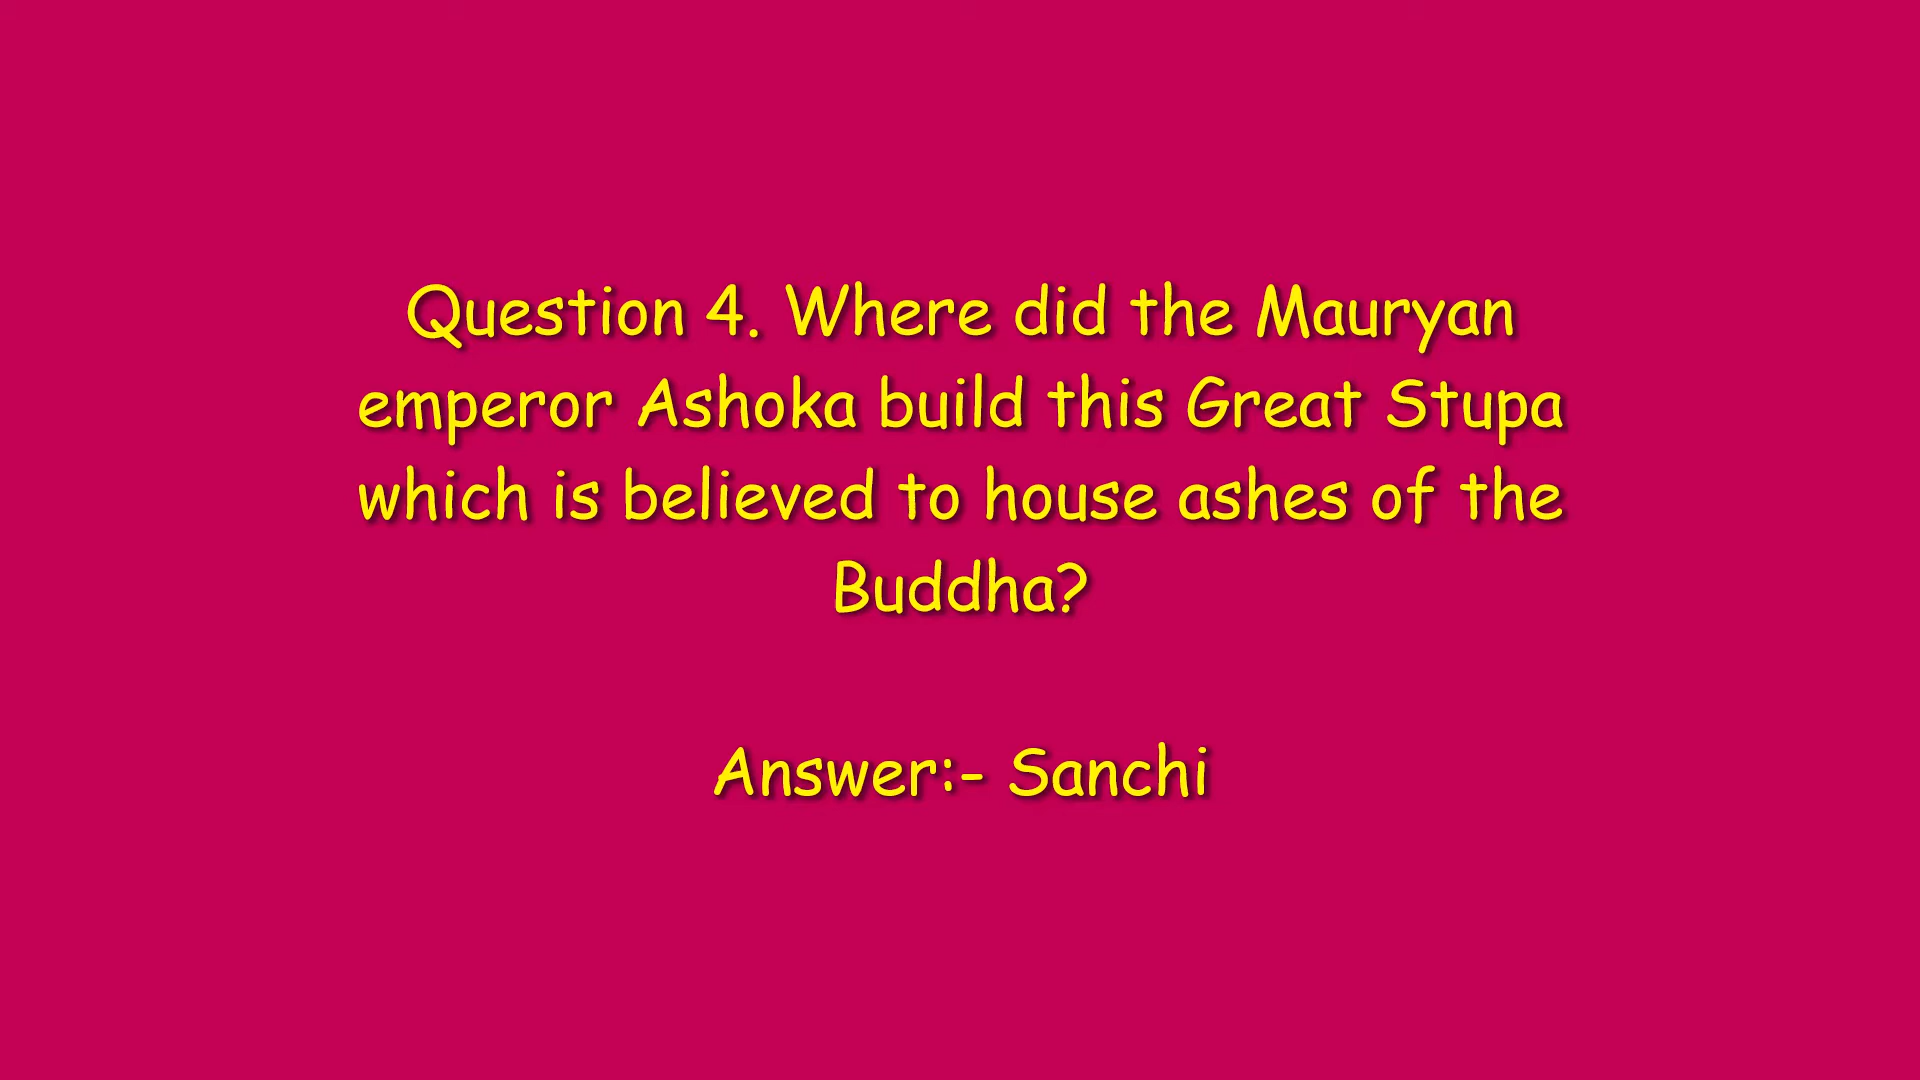 Question 4. Where did the Mauryan
emperor Ashoka build this Great Stupa
which is believed to house ashes of the
Buddha?
Answer:- Sanchi